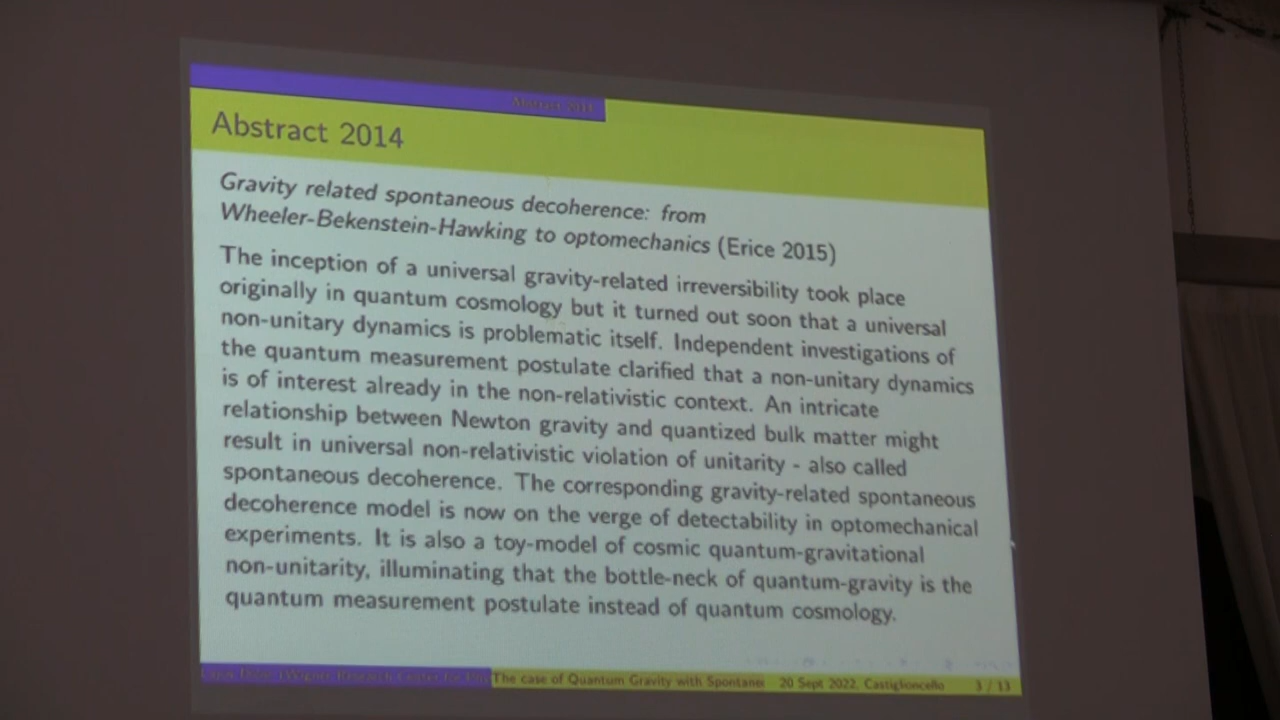 Abstract 2014
Abstract 2014
Gravity related spontaneous decoherence: from
Wheeler-Bekenstein-Hawking to optomechanics (Erice 2015)
The inception of a universal gravity-related irreversibility took place
originally in quantum cosmology but it turned out soon that a universal
non-unitary dynamics is problematic itself. Independent investigations of
the quantum measurement postulate clarified that a non-unitary dynamics
is of interest already in the non-relativistic context. An intricate
relationship between Newton gravity and quantized bulk matter might
result in universal non-relativistic violation of unitarity - also called
spontaneous decoherence. The corresponding gravity-related spontaneous
decoherence model is now on the verge of detectability in optomechanical
experiments. It is also a toy-model of cosmic quantum-gravitational
non-unitarity, illuminating that the bottle-neck of quantum-gravity is the
quantum measurement postulate instead of quantum cosmology.
(Wigner Research Center for The case of Quantum Gravity with Spontane 20 Sept 2022, Castiglioncello 3 / 13